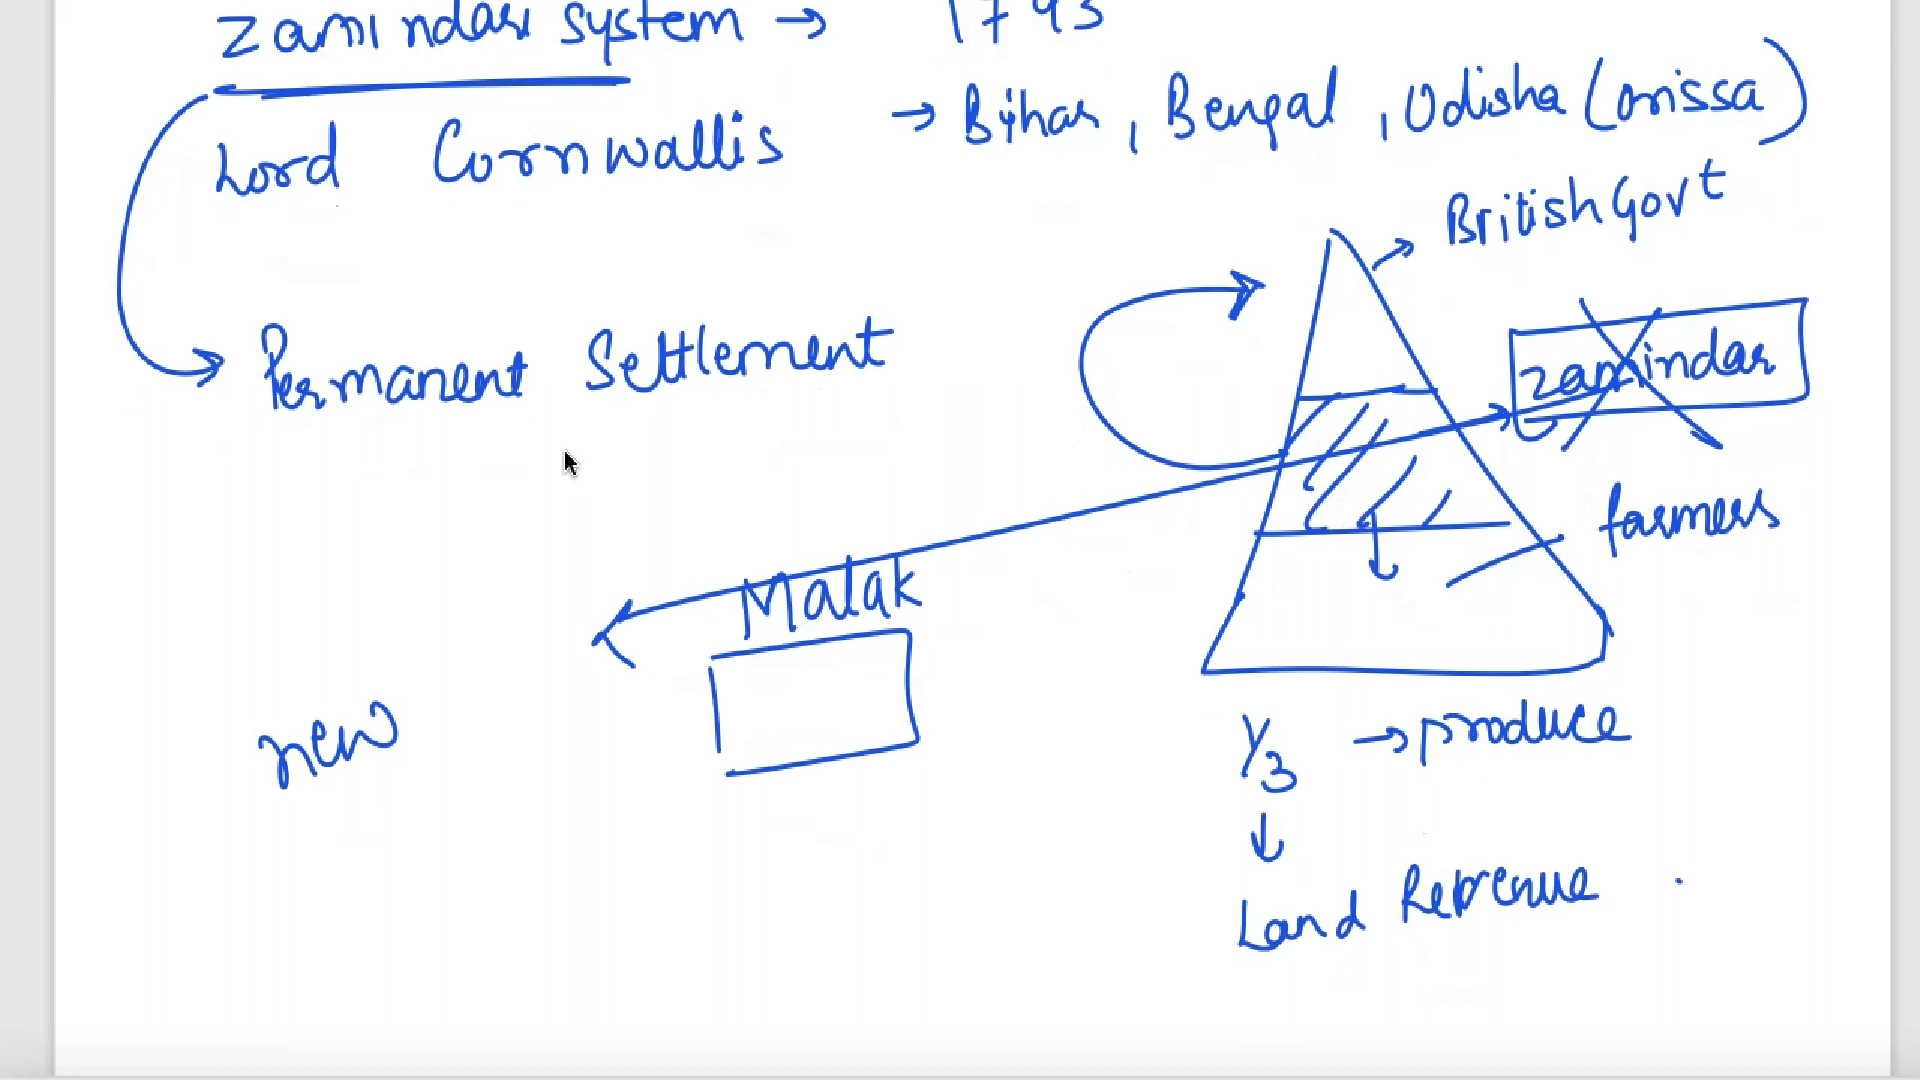 zamindari system → 1793
Lord Cornwallis → Bihar, Bengal, Odisha (orissa)
British Govt
Permanent Settlement
zamindar
farmers
Malak
new
1/3 → produce
Land Revenue